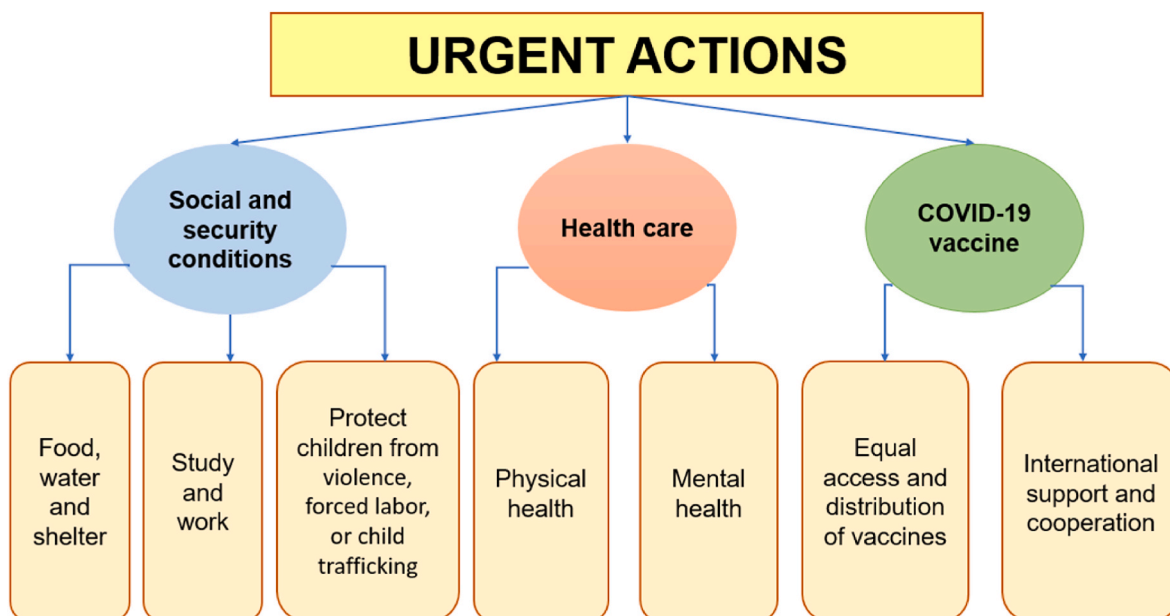 URGENT ACTIONS
Social and
security
conditions
Health care
COVID-19
vaccine
Food,
water
and
shelter
Study
and
work
Protect
children from
violence,
forced labor,
or child
trafficking
Physical
health
Mental
health
Equal
access and
distribution
of vaccines
International
support and
cooperation